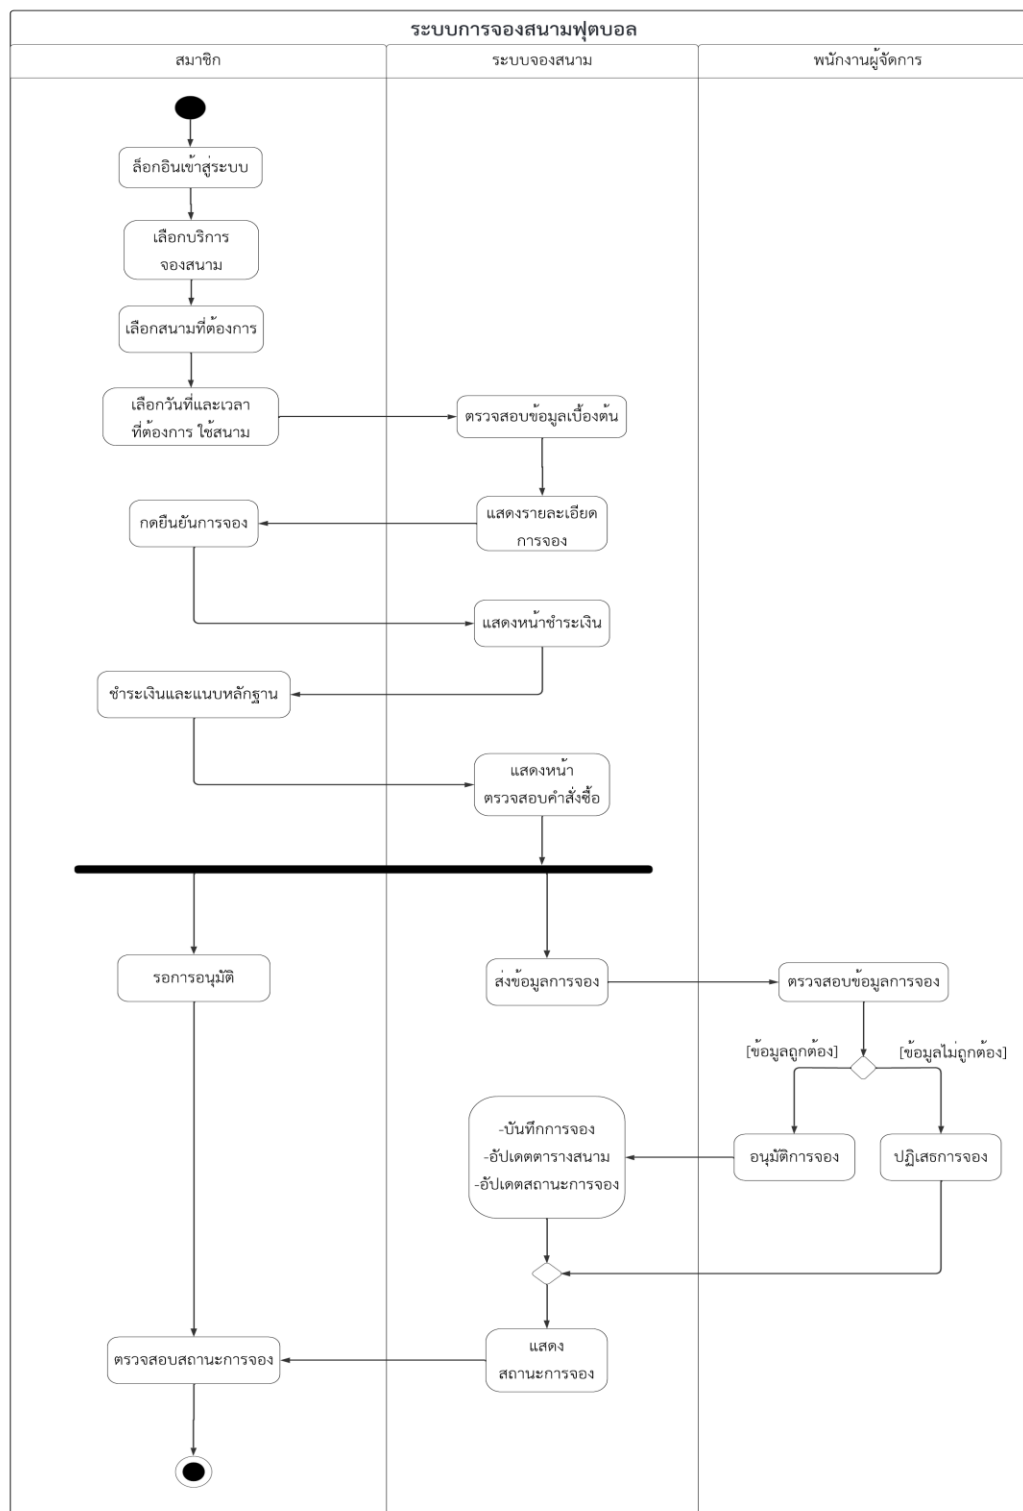 ระบบการจองสนามฟุตบอล
สมาชิก
ระบบจองสนาม
พนักงานผู้จัดการ
ล็อกอินเข้าสู่ระบบ
เลือกบริการ
จองสนาม
เลือกสนามที่ต้องการ
เลือกวันที่และเวลา
ที่ต้องการ ใช้สนาม
ตรวจสอบข้อมูลเบื้องต้น
แสดงรายละเอียด
การจอง
กดยืนยันการจอง
แสดงหน้าชำระเงิน
ชำระเงินและแนบหลักฐาน
แสดงหน้า
ตรวจสอบคำสั่งซื้อ
รอการอนุมัติ
ส่งข้อมูลการจอง
ตรวจสอบข้อมูลการจอง
[ข้อมูลถูกต้อง]
[ข้อมูลไม่ถูกต้อง]
-บันทึกการจอง
-อัปเดตตารางสนาม
-อัปเดตสถานะการจอง
อนุมัติการจอง
ปฏิเสธการจอง
แสดง
สถานะการจอง
ตรวจสอบสถานะการจอง